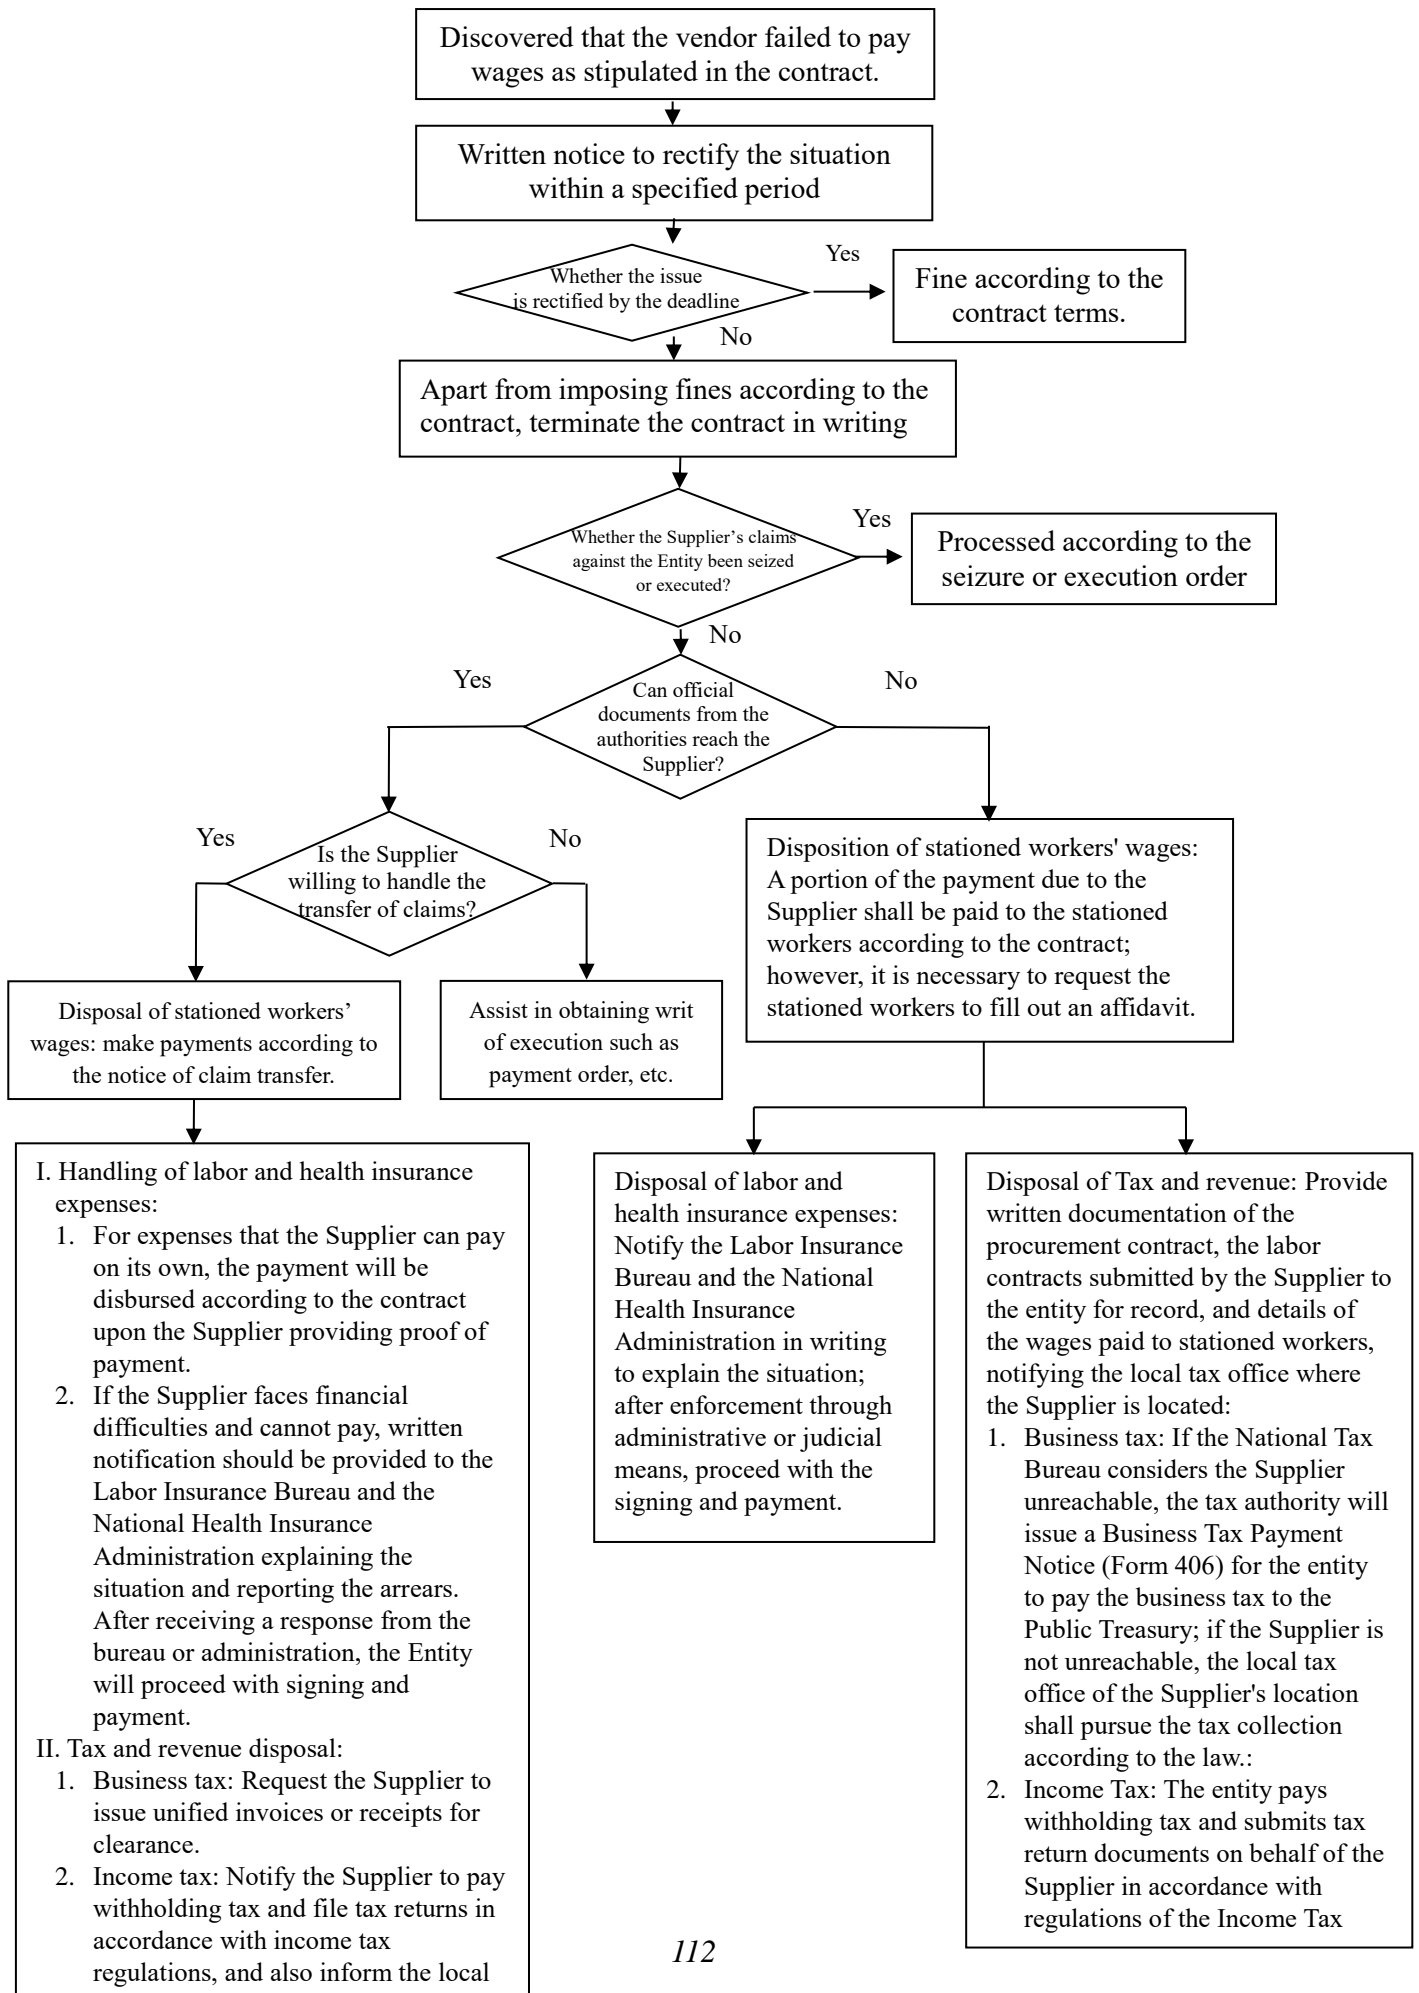 Discovered that the vendor failed to pay
wages as stipulated in the contract.
Written notice to rectify the situation
within a specified period
Whether the issue
is rectified by the deadline
Yes
Fine according to the
contract terms.
No
Apart from imposing fines according to the
contract, terminate the contract in writing
Whether the Supplier’s claims
against the Entity been seized
or executed?
Yes
Processed according to the
seizure or execution order
No
Can official
documents from the
authorities reach the
Supplier?
Yes
No
Is the Supplier
willing to handle the
transfer of claims?
Yes
No
Disposal of stationed workers’
wages: make payments according to
the notice of claim transfer.
Assist in obtaining writ
of execution such as
payment order, etc.
Disposition of stationed workers' wages:
A portion of the payment due to the
Supplier shall be paid to the stationed
workers according to the contract;
however, it is necessary to request the
stationed workers to fill out an affidavit.
I. Handling of labor and health insurance
expenses:
1. For expenses that the Supplier can pay
on its own, the payment will be
disbursed according to the contract
upon the Supplier providing proof of
payment.
2. If the Supplier faces financial
difficulties and cannot pay, written
notification should be provided to the
Labor Insurance Bureau and the
National Health Insurance
Administration explaining the
situation and reporting the arrears.
After receiving a response from the
bureau or administration, the Entity
will proceed with signing and
payment.
II. Tax and revenue disposal:
1. Business tax: Request the Supplier to
issue unified invoices or receipts for
clearance.
2. Income tax: Notify the Supplier to pay
withholding tax and file tax returns in
accordance with income tax
regulations, and also inform the local
Disposal of labor and
health insurance expenses:
Notify the Labor Insurance
Bureau and the National
Health Insurance
Administration in writing
to explain the situation;
after enforcement through
administrative or judicial
means, proceed with the
signing and payment.
Disposal of Tax and revenue: Provide
written documentation of the
procurement contract, the labor
contracts submitted by the Supplier to
the entity for record, and details of
the wages paid to stationed workers,
notifying the local tax office where
the Supplier is located:
1. Business tax: If the National Tax
Bureau considers the Supplier
unreachable, the tax authority will
issue a Business Tax Payment
Notice (Form 406) for the entity
to pay the business tax to the
Public Treasury; if the Supplier is
not unreachable, the local tax
office of the Supplier's location
shall pursue the tax collection
according to the law.:
2. Income Tax: The entity pays
withholding tax and submits tax
return documents on behalf of the
Supplier in accordance with
regulations of the Income Tax
112